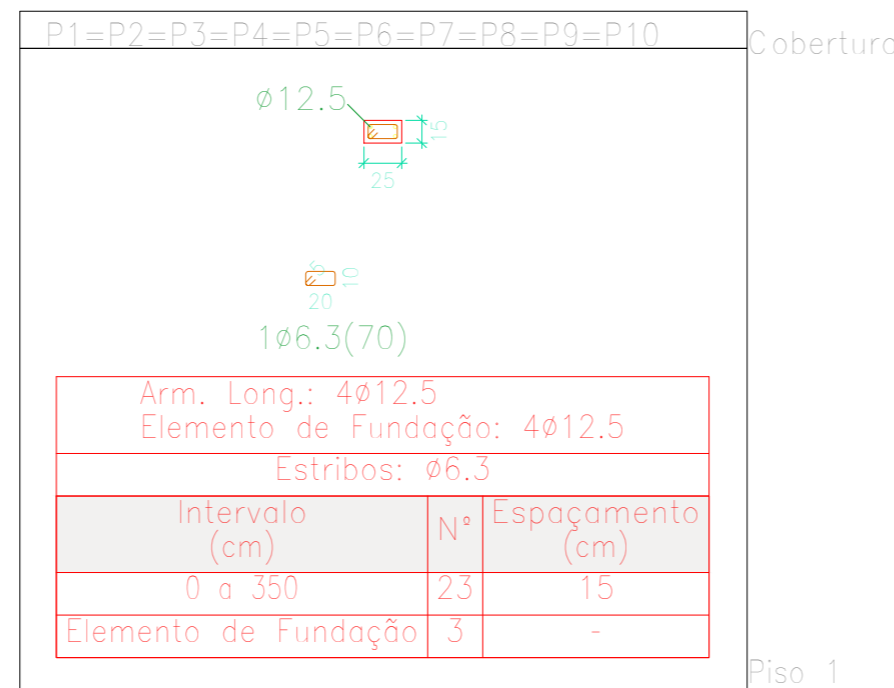 P1=P2=P3=P4=P5=P6=P7=P8=P9=P10
Cobertura
ø12.5
15
25
5
10
20
1ø6.3(70)
Arm. Long.: 4ø12.5
Elemento de Fundação: 4ø12.5
Estribos: ø6.3
Intervalo (cm)
Nº
Espaçamento (cm)
0 a 350 23 15
Elemento de Fundação 3 -
Piso 1